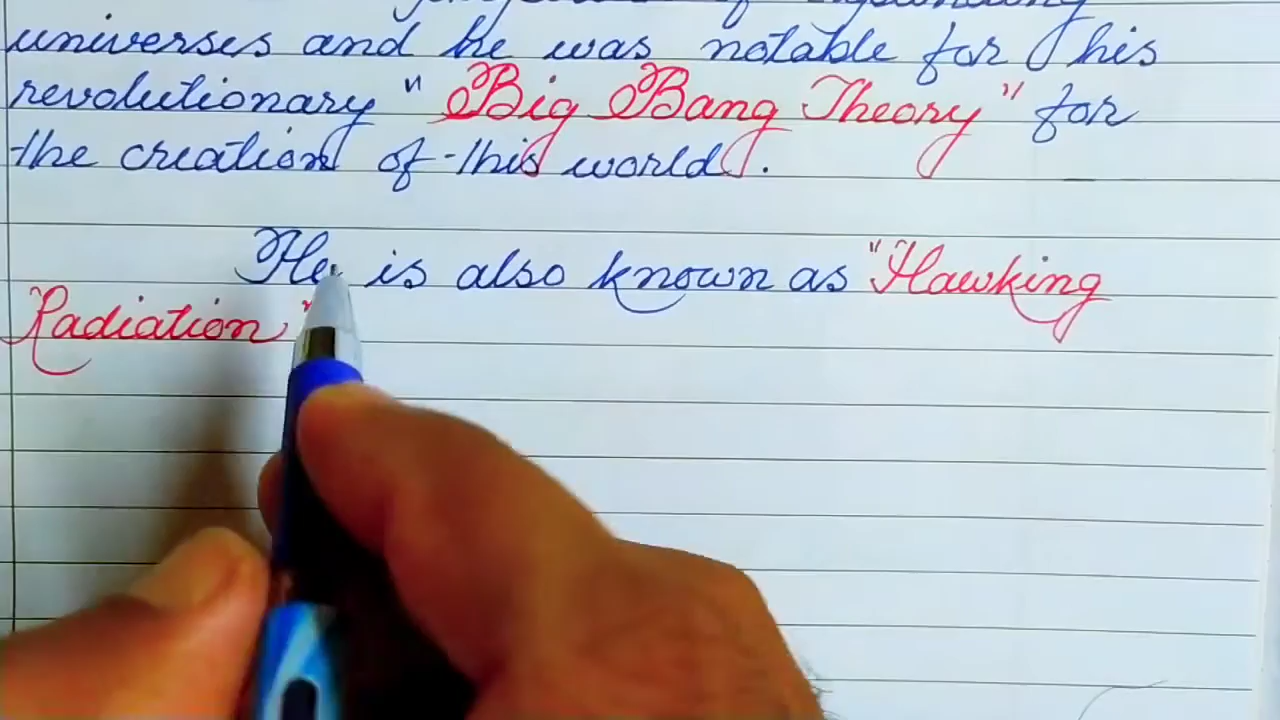 of
universes and he was notable for his
revolutionary "Big Bang Theory" for
the creation of this world.
He is also known as "Hawking
Radiation"